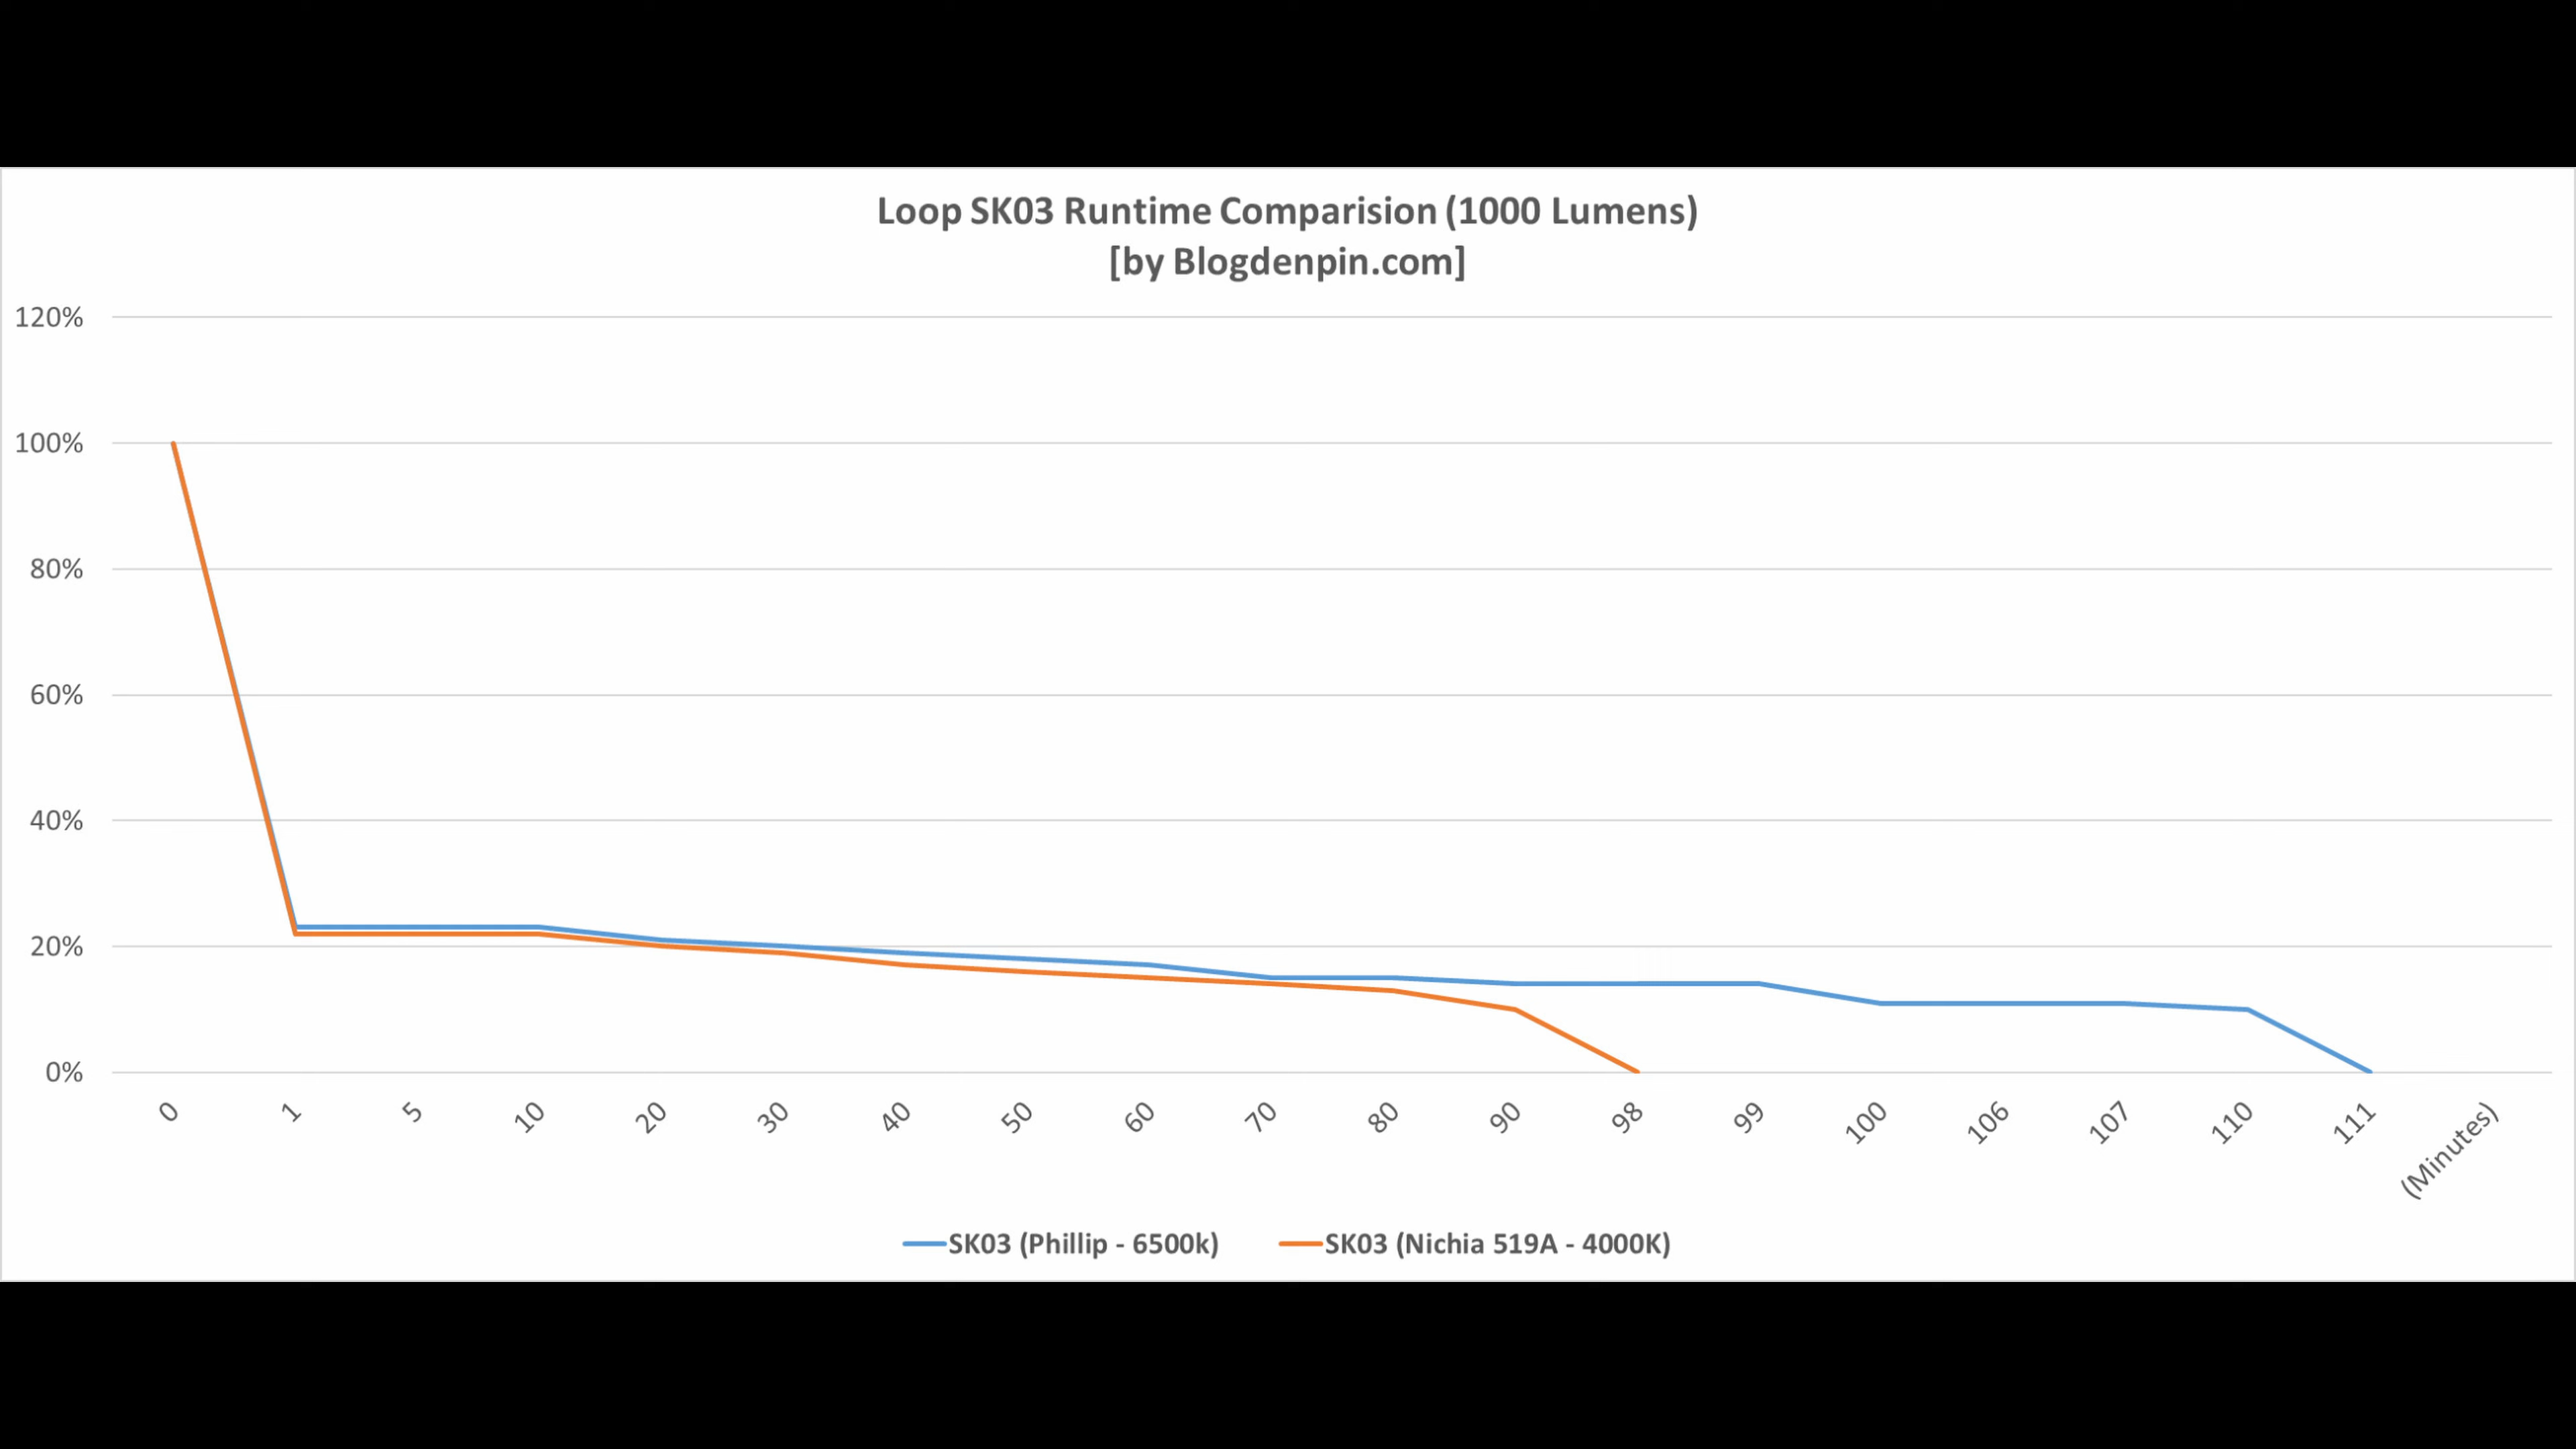 Loop SK03 Runtime Comparision (1000 Lumens)
[by Blogdenpin.com]
120%
100%
80%
60%
40%
20%
0%
0 1 5 10 20 30 40 50 60 70 80 90 98 99 100 106 107 110 111 (Minutes)
SK03 (Phillip - 6500k) SK03 (Nichia 519A - 4000K)